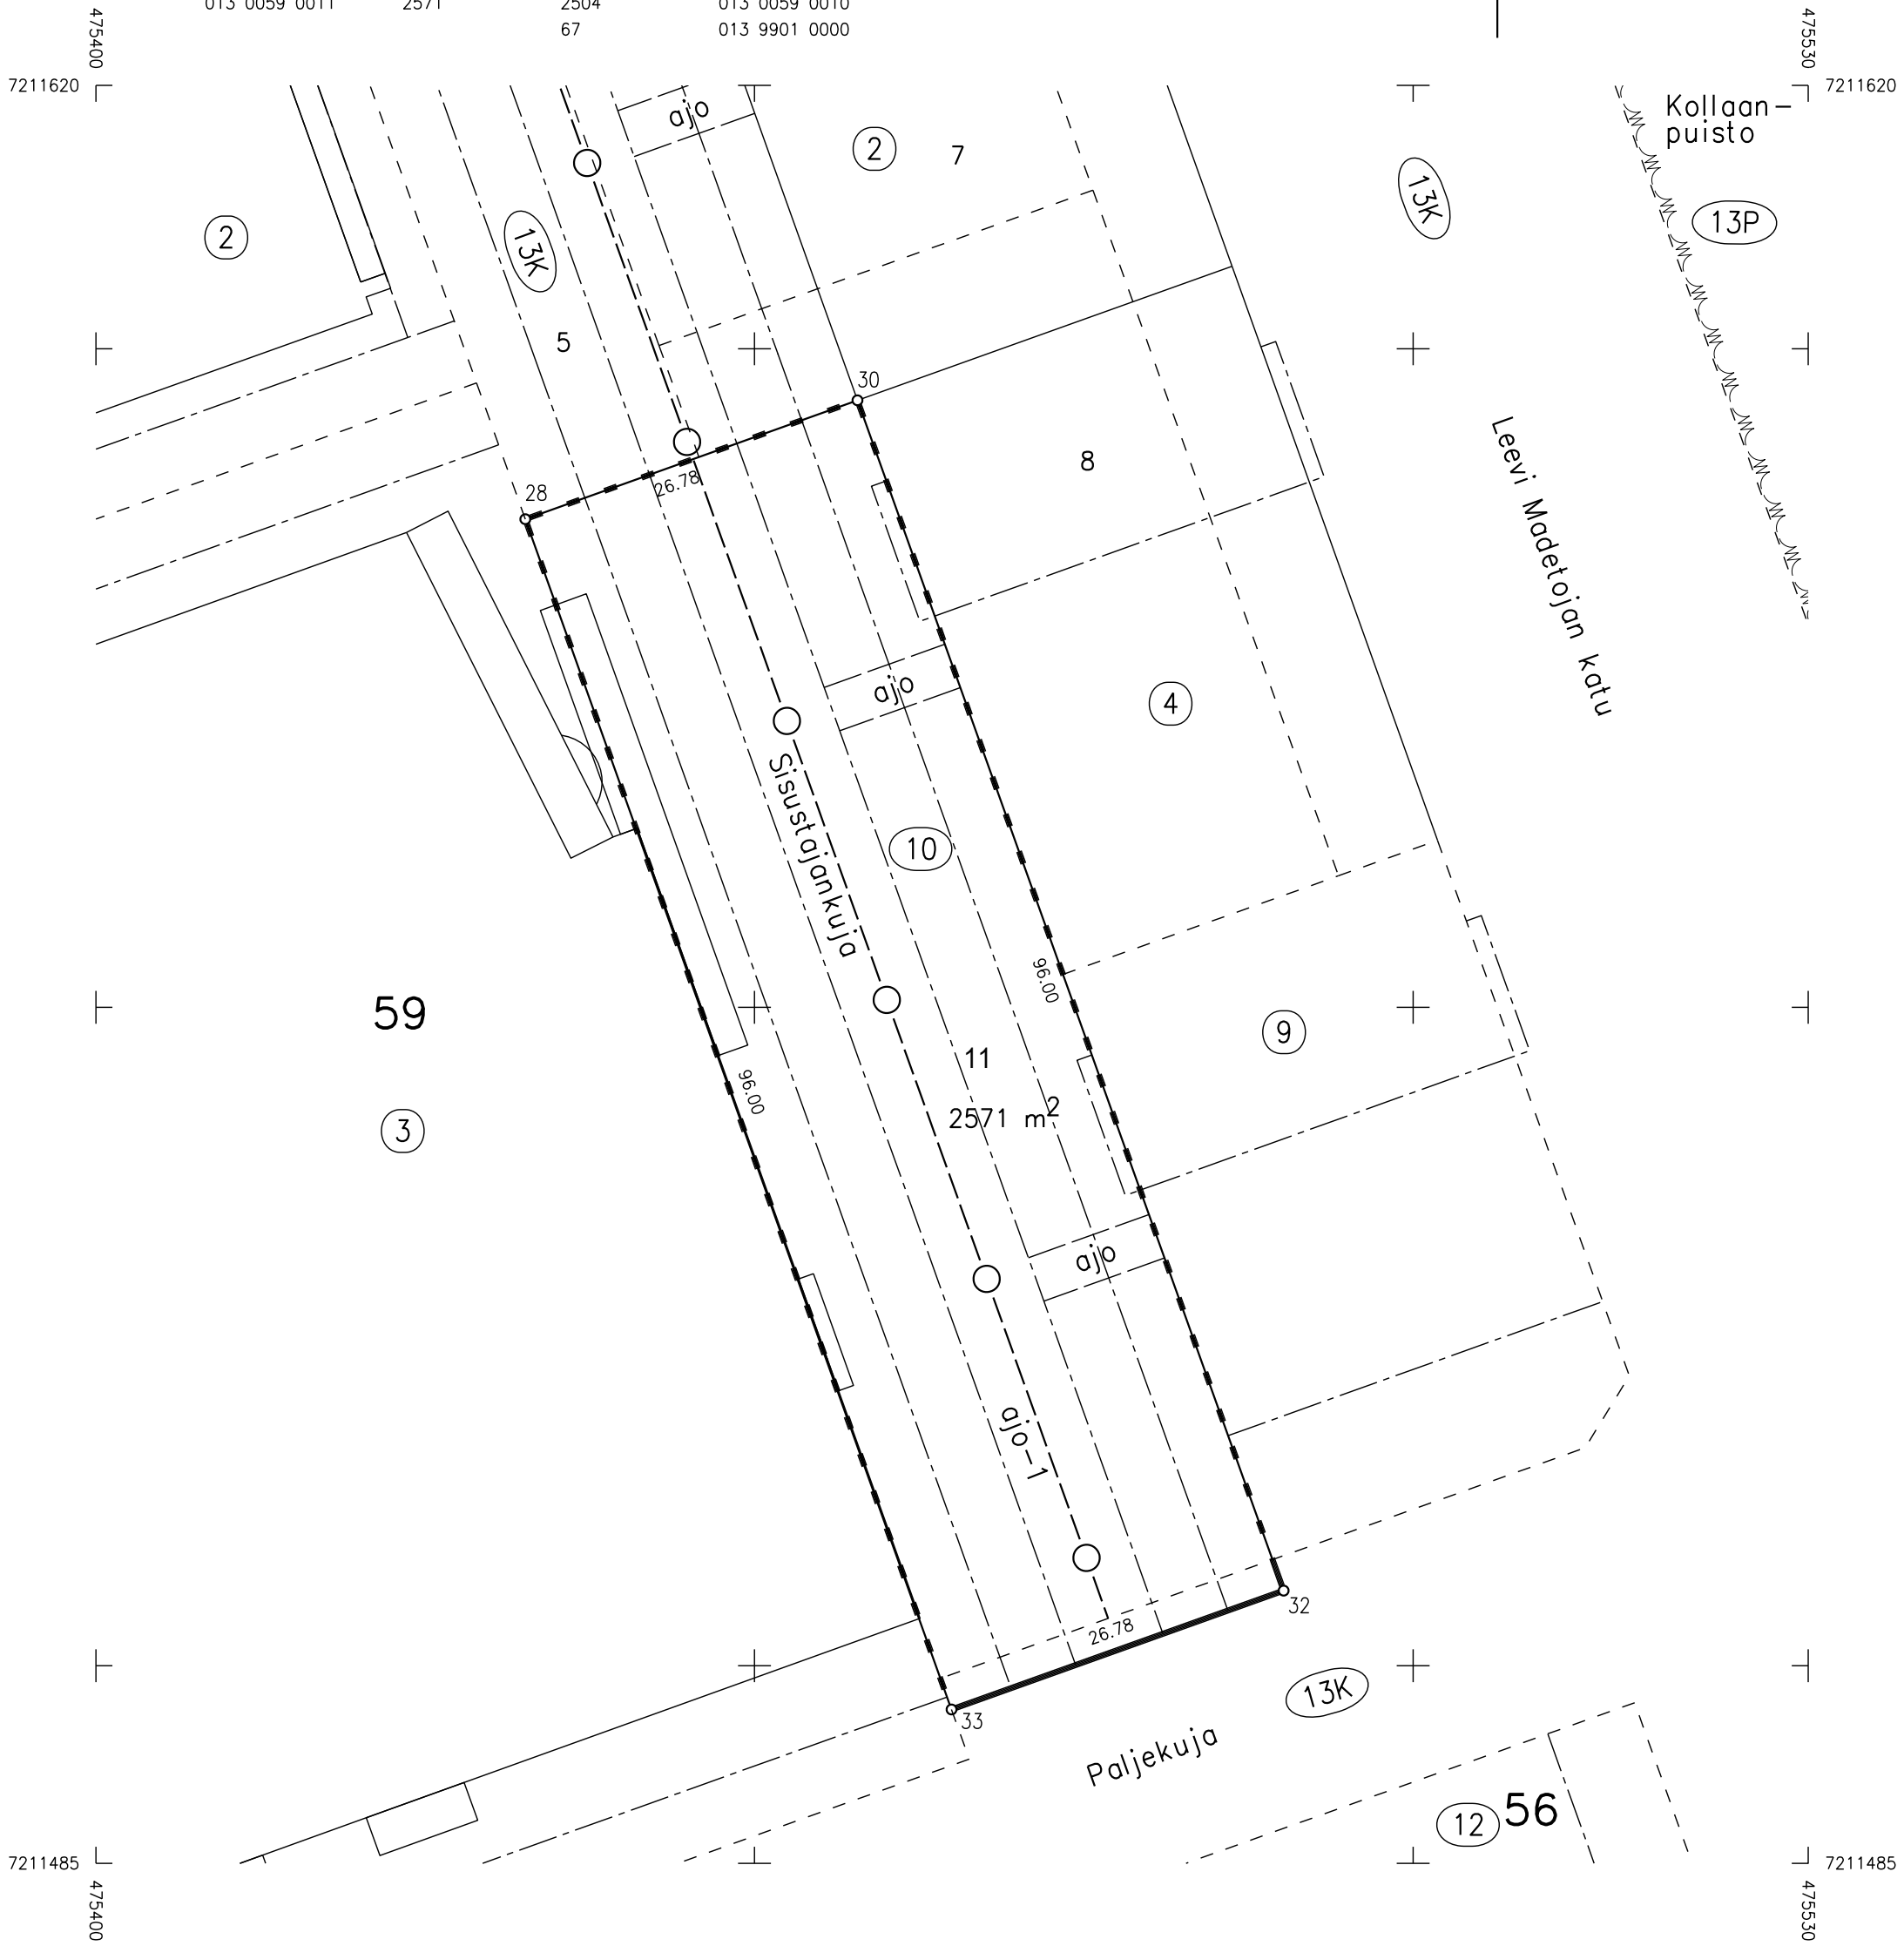 013 0059 0011 2571 2504 013 0059 0010
67 013 9901 0000
475400
475530
7211620
7211620
Kollaan-
puisto
ajo
2
7
13K
13P
2
13K
5
30
8
28
26.78
Leevi Madetojan katu
ajo
4
Sisustajankuja
10
96.00
59
9
11
96.00
2571 m²
3
ajo
ajo-1
32
26.78
13K
33
Paljekuja
12
56
7211485
7211485
475400
475530